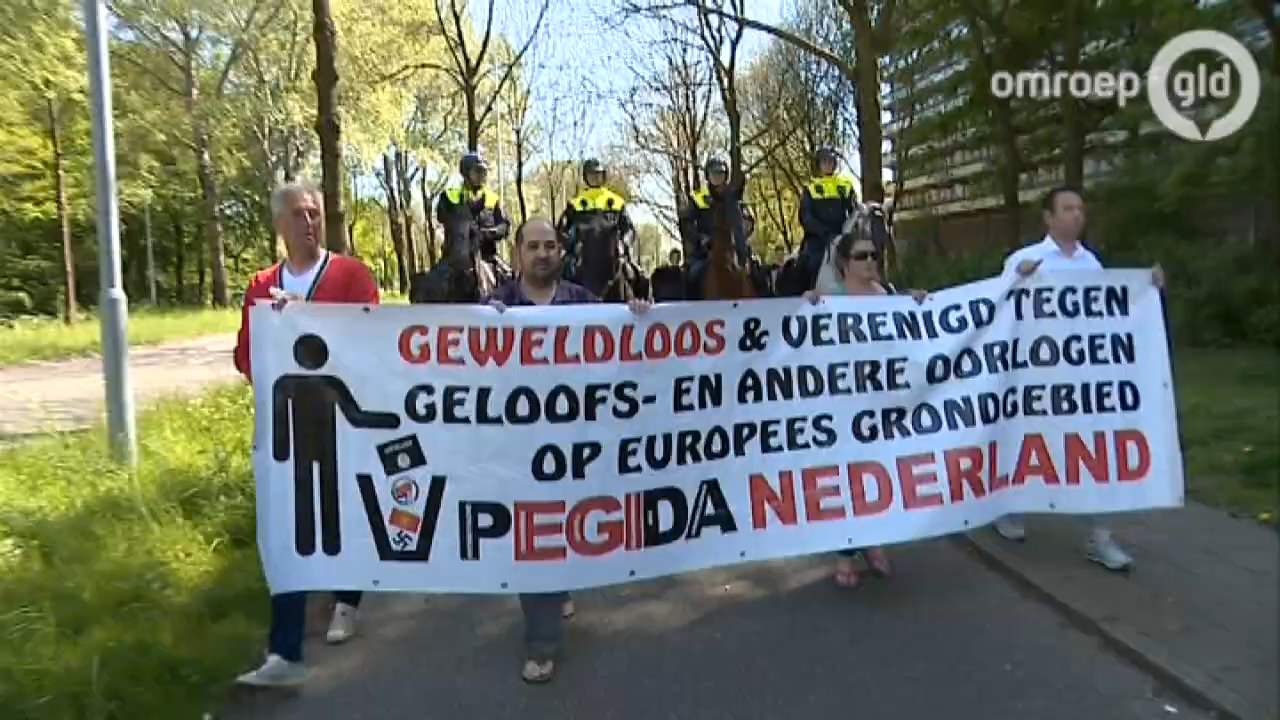 omroep gld
GEWELDLOOS & VERENIGD TEGEN
GELOOFS- EN ANDERE OORLOGEN
OP EUROPEES GRONDGEBIED
PEGIDA NEDERLAND